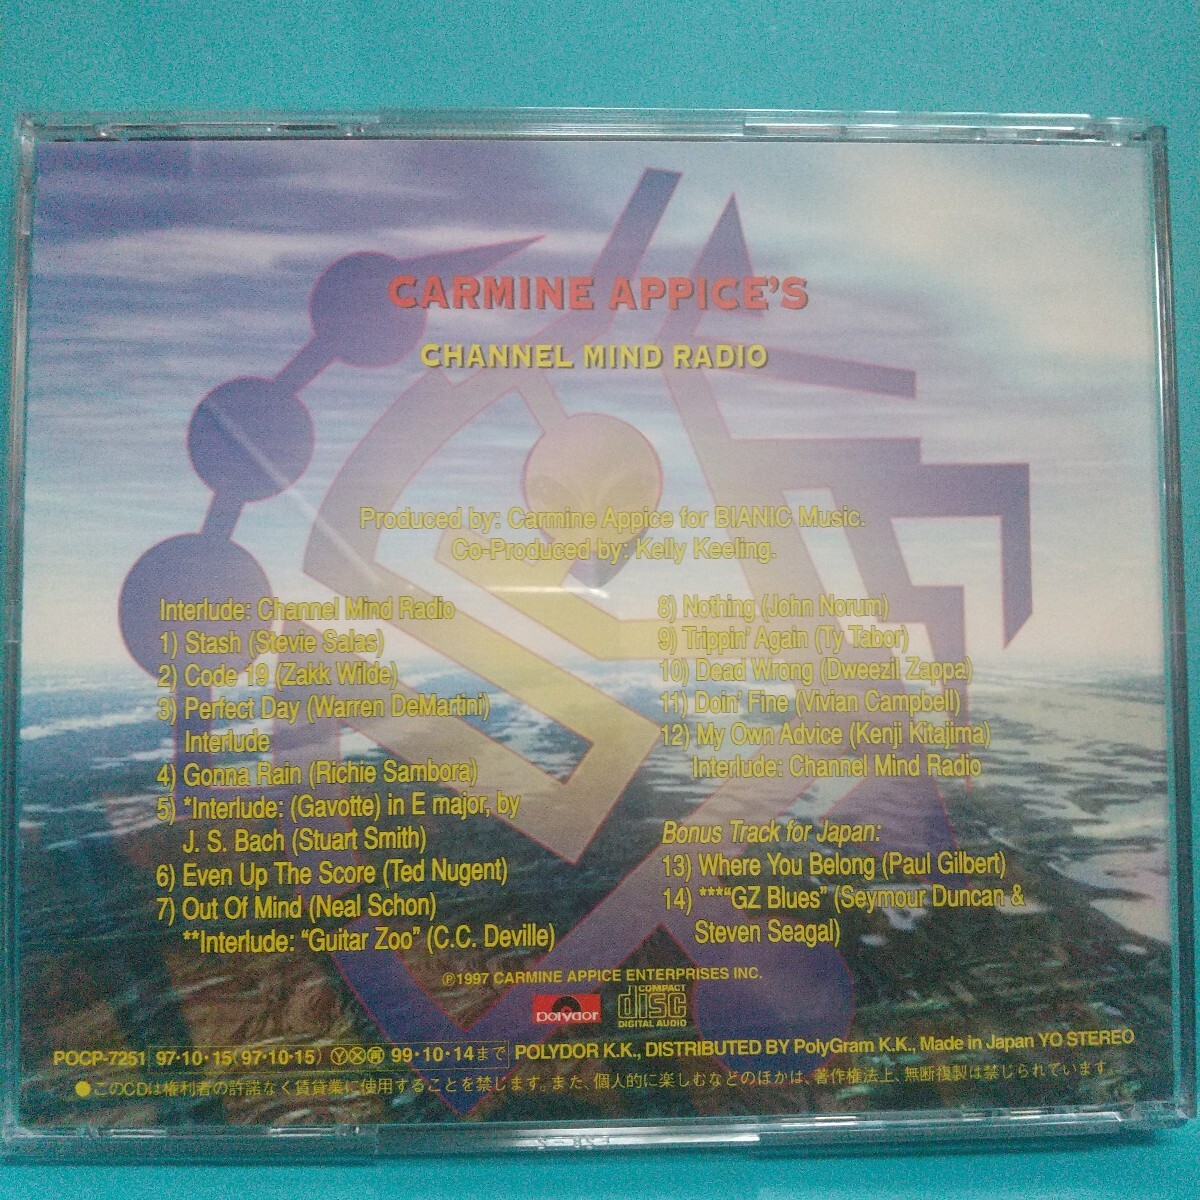 CARMINE APPICE'S
CHANNEL MIND RADIO
Produced by: Carmine Appice for BIANIC Music.
Co-Produced by: Kelly Keeling.
Interlude: Channel Mind Radio
1) Stash (Stevie Salas)
2) Code 19 (Zakk Wilde)
3) Perfect Day (Warren DeMartini)
Interlude
4) Gonna Rain (Richie Sambora)
5) *Interlude: (Gavotte) in E major, by
J. S. Bach (Stuart Smith)
6) Even Up The Score (Ted Nugent)
7) Out Of Mind (Neal Schon)
**Interlude: "Guitar Zoo" (C.C. Deville)
8) Nothing (John Norum)
9) Trippin' Again (Ty Tabor)
10) Dead Wrong (Dweezil Zappa)
11) Doin' Fine (Vivian Campbell)
12) My Own Advice (Kenji Kitajima)
Interlude: Channel Mind Radio
Bonus Track for Japan:
13) Where You Belong (Paul Gilbert)
14) ***"GZ Blues" (Seymour Duncan &
Steven Seagal)
℗1997 CARMINE APPICE ENTERPRISES INC.
polydor
COMPACT
disc
DIGITAL AUDIO
POCP-7251 97·10·15(97·10·15) Ⓨ Ⓧ 再 99·10·14まで POLYDOR K.K., DISTRIBUTED BY PolyGram K.K., Made in Japan YO STEREO
●このCDは権利者の許諾なく賃貸業に使用することを禁じます。また、個人的に楽しむなどのほかは、著作権法上、無断複製は禁じられています。